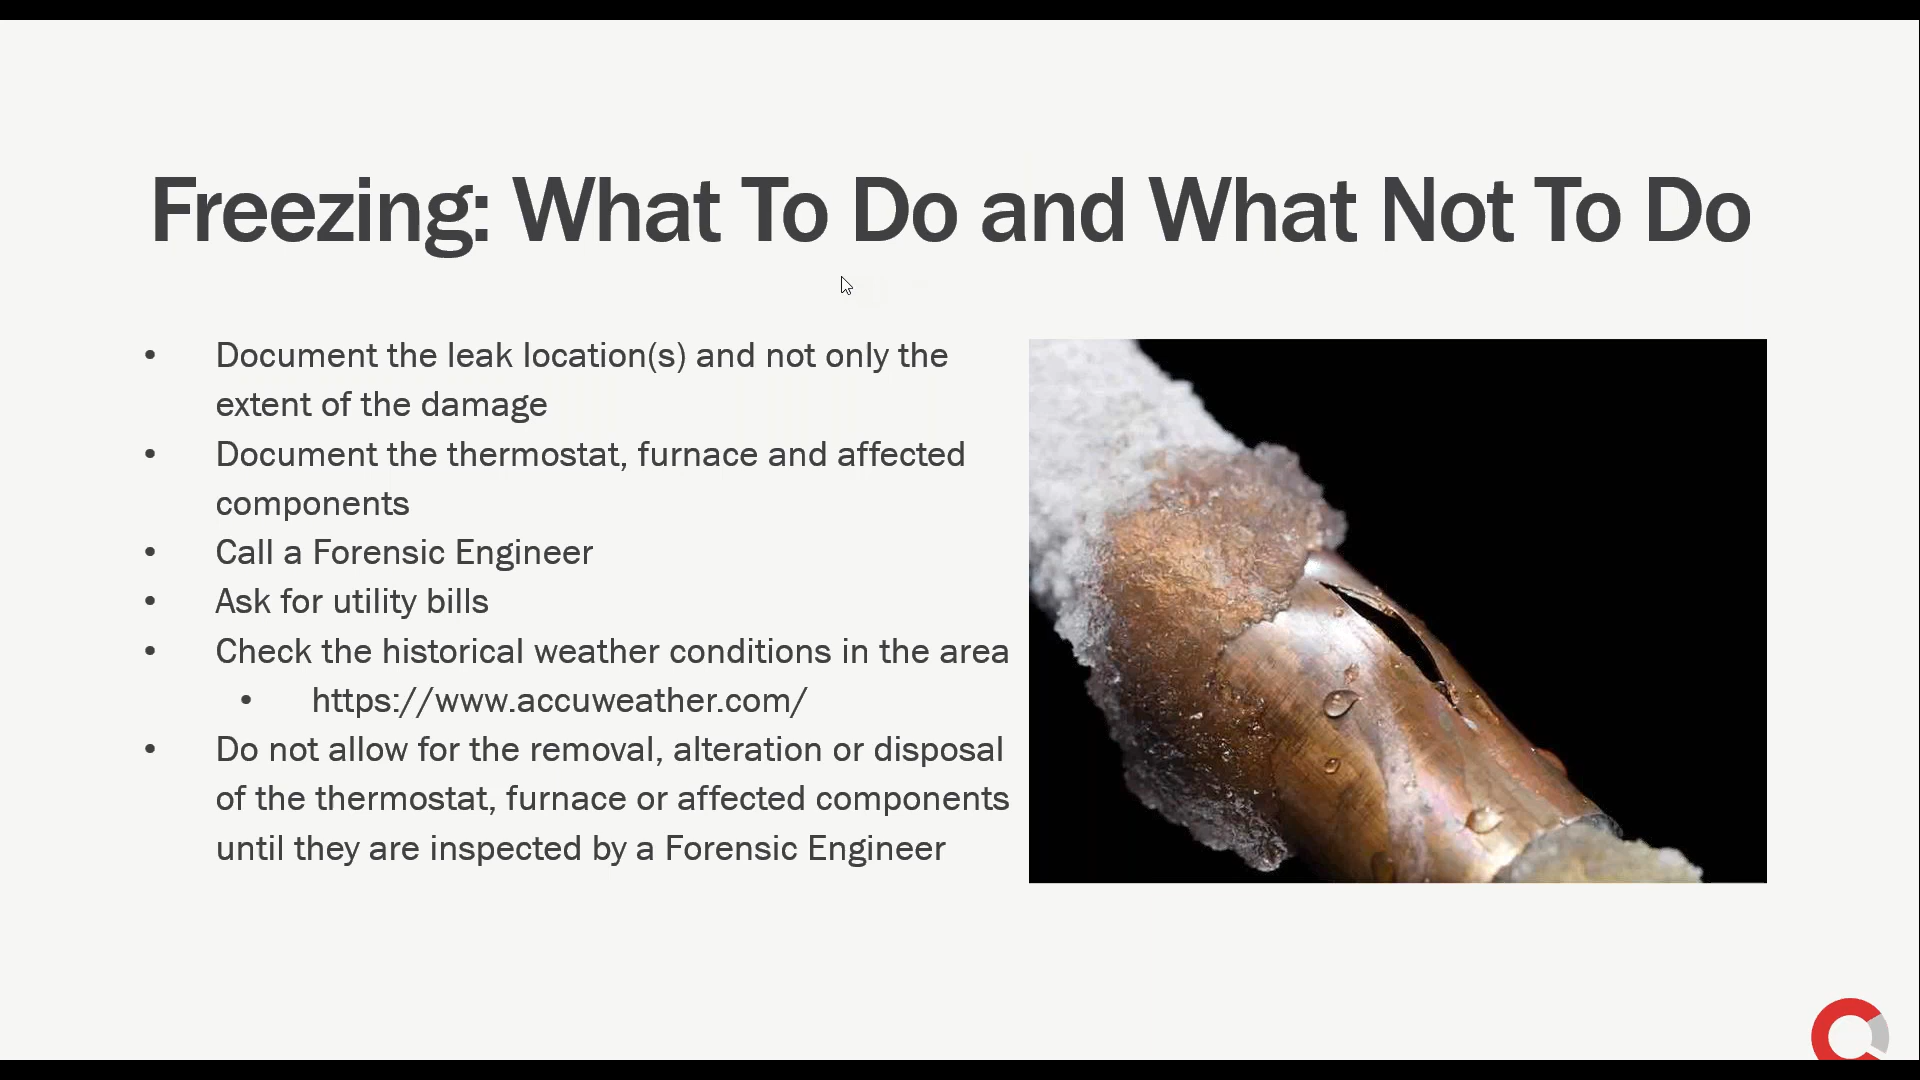 Freezing: What To Do and What Not To Do
• Document the leak location(s) and not only the
extent of the damage
• Document the thermostat, furnace and affected
components
• Call a Forensic Engineer
• Ask for utility bills
• Check the historical weather conditions in the area
• https://www.accuweather.com/
• Do not allow for the removal, alteration or disposal
of the thermostat, furnace or affected components
until they are inspected by a Forensic Engineer